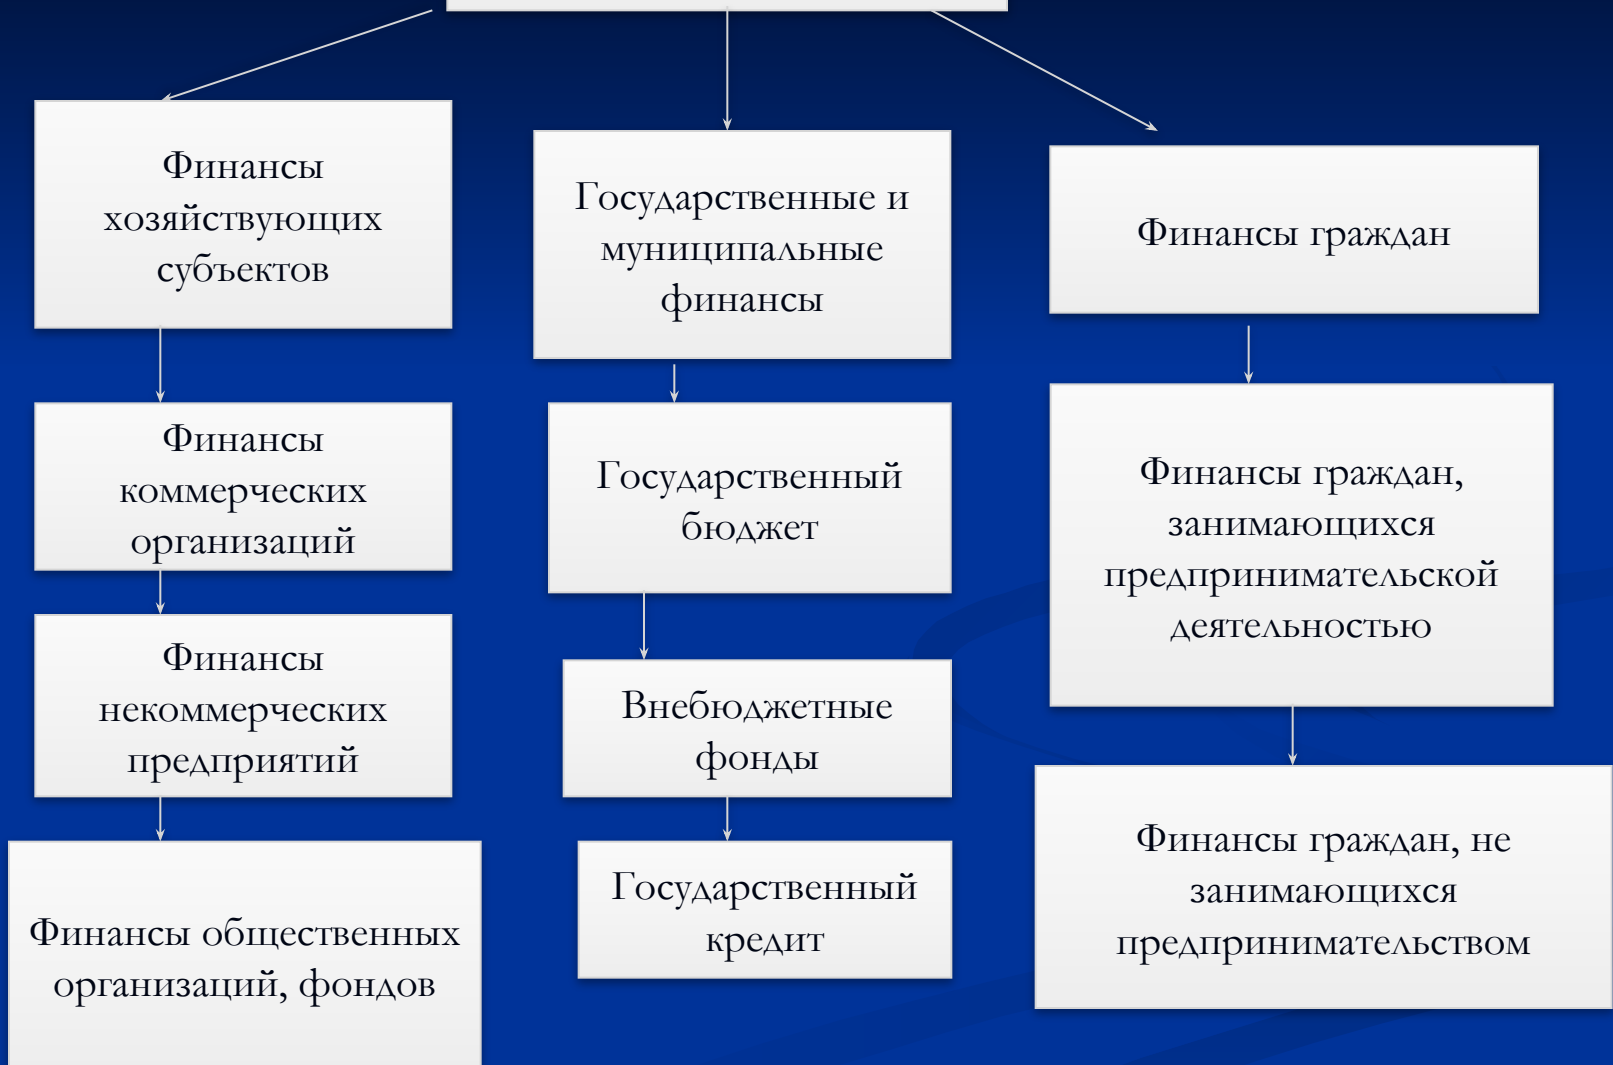 Финансы
хозяйствующих
субъектов
Государственные и
муниципальные
финансы
Финансы граждан
Финансы
коммерческих
организаций
Государственный
бюджет
Финансы граждан,
занимающихся
предпринимательской
деятельностью
Финансы
некоммерческих
предприятий
Внебюджетные
фонды
Финансы общественных
организаций, фондов
Государственный
кредит
Финансы граждан, не
занимающихся
предпринимательством